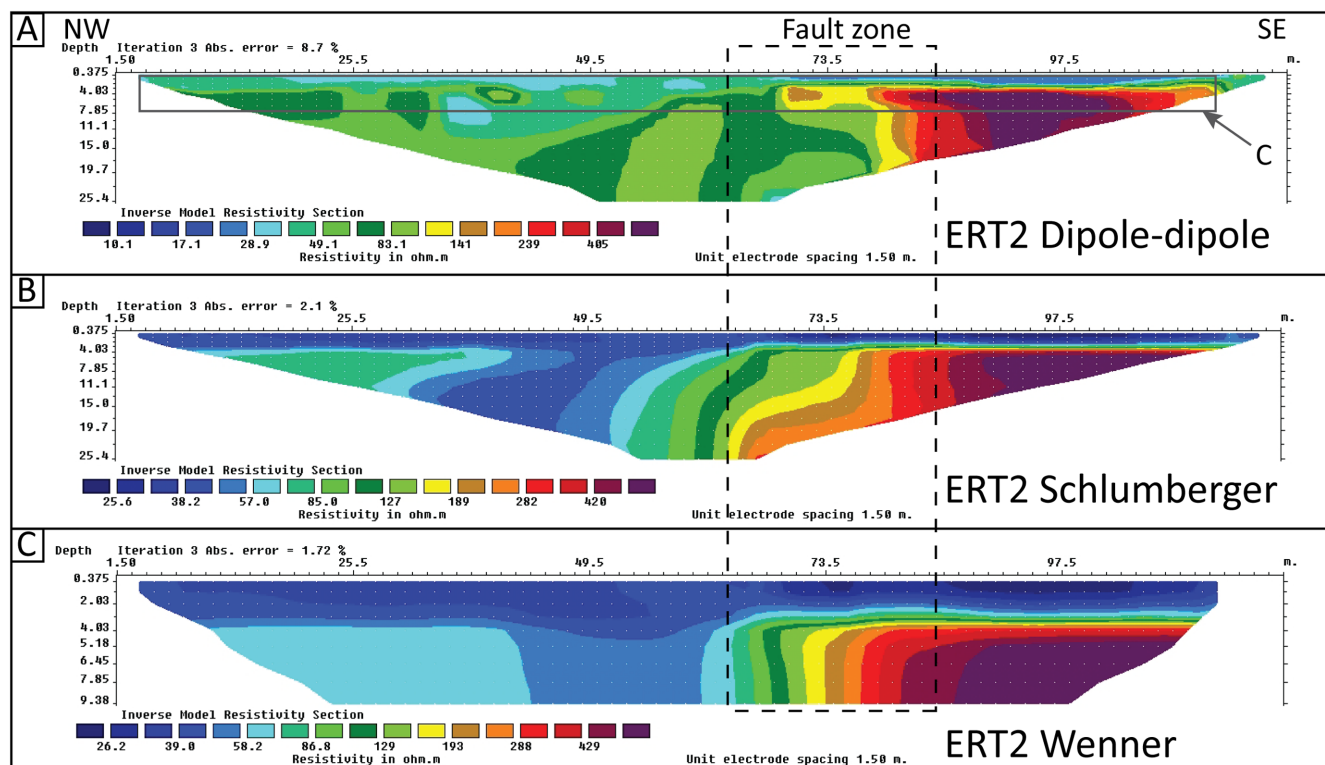 A NW Fault zone SE
Depth Iteration 3 Abs. error = 8.7 %
1.50 25.5 49.5 73.5 97.5 m.
0.375
4.03
7.85
11.1
15.0
19.7
25.4
C
Inverse Model Resistivity Section
10.1 17.1 28.9 49.1 83.1 141 239 405
Resistivity in ohm.m Unit electrode spacing 1.50 m.
ERT2 Dipole-dipole
B
Depth Iteration 3 Abs. error = 2.1 %
1.50 25.5 49.5 73.5 97.5 m.
0.375
4.03
7.85
11.1
15.0
19.7
25.4
Inverse Model Resistivity Section
25.6 38.2 57.0 85.0 127 189 282 420
Resistivity in ohm.m Unit electrode spacing 1.50 m.
ERT2 Schlumberger
C
Depth Iteration 3 Abs. error = 1.72 %
1.50 25.5 49.5 73.5 97.5 m.
0.375
2.03
4.03
5.18
6.45
7.85
9.38
Inverse Model Resistivity Section
26.2 39.0 58.2 86.8 129 193 288 429
Resistivity in ohm.m Unit electrode spacing 1.50 m.
ERT2 Wenner